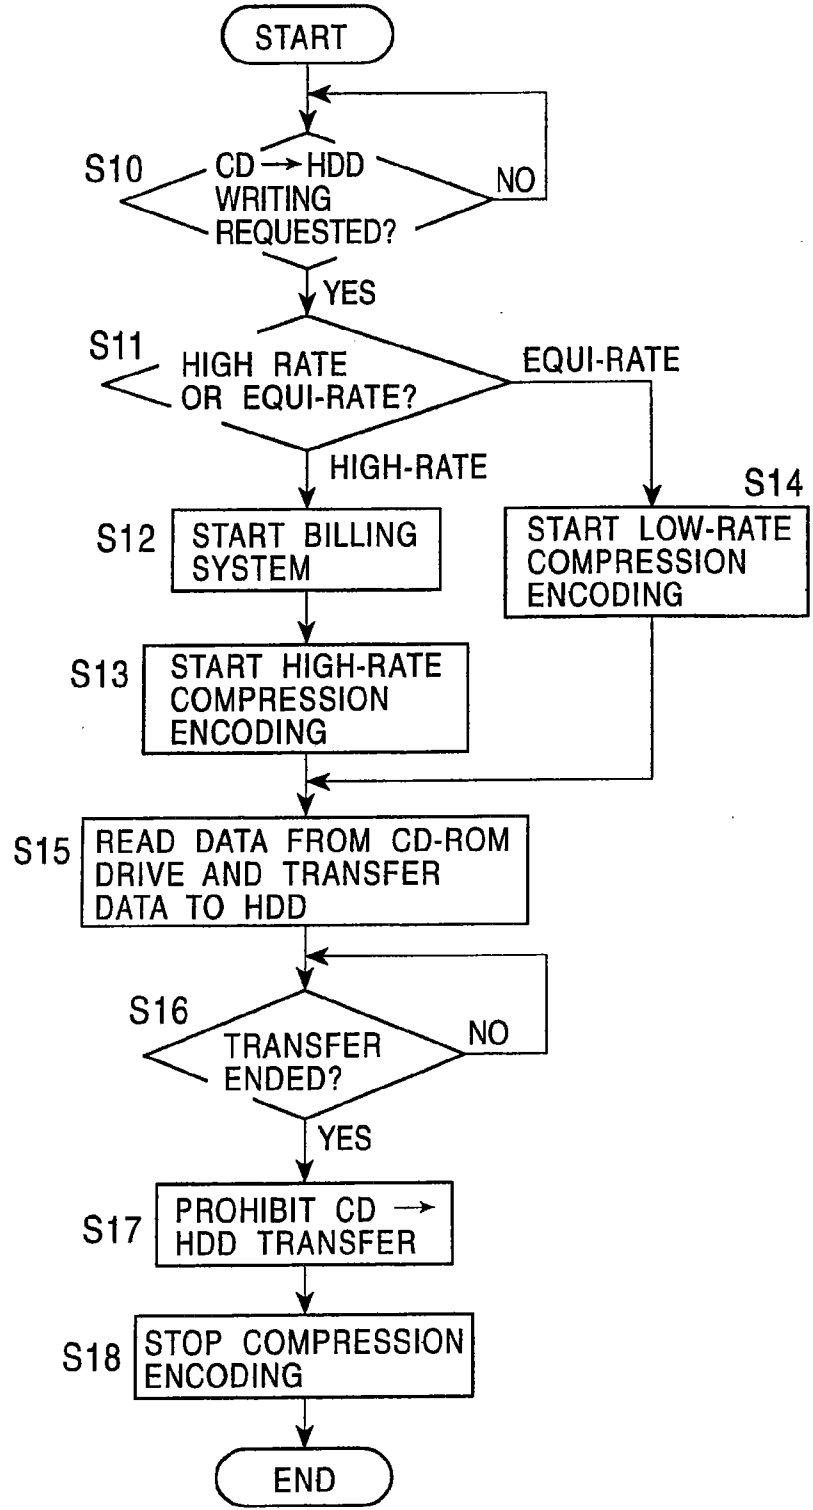 START
S10
CD → HDD
WRITING
REQUESTED?
NO
YES
S11
HIGH RATE
OR EQUI-RATE?
EQUI-RATE
HIGH-RATE
S12
START BILLING
SYSTEM
S14
START LOW-RATE
COMPRESSION
ENCODING
S13
START HIGH-RATE
COMPRESSION
ENCODING
S15
READ DATA FROM CD-ROM
DRIVE AND TRANSFER
DATA TO HDD
S16
TRANSFER
ENDED?
NO
YES
S17
PROHIBIT CD →
HDD TRANSFER
S18
STOP COMPRESSION
ENCODING
END